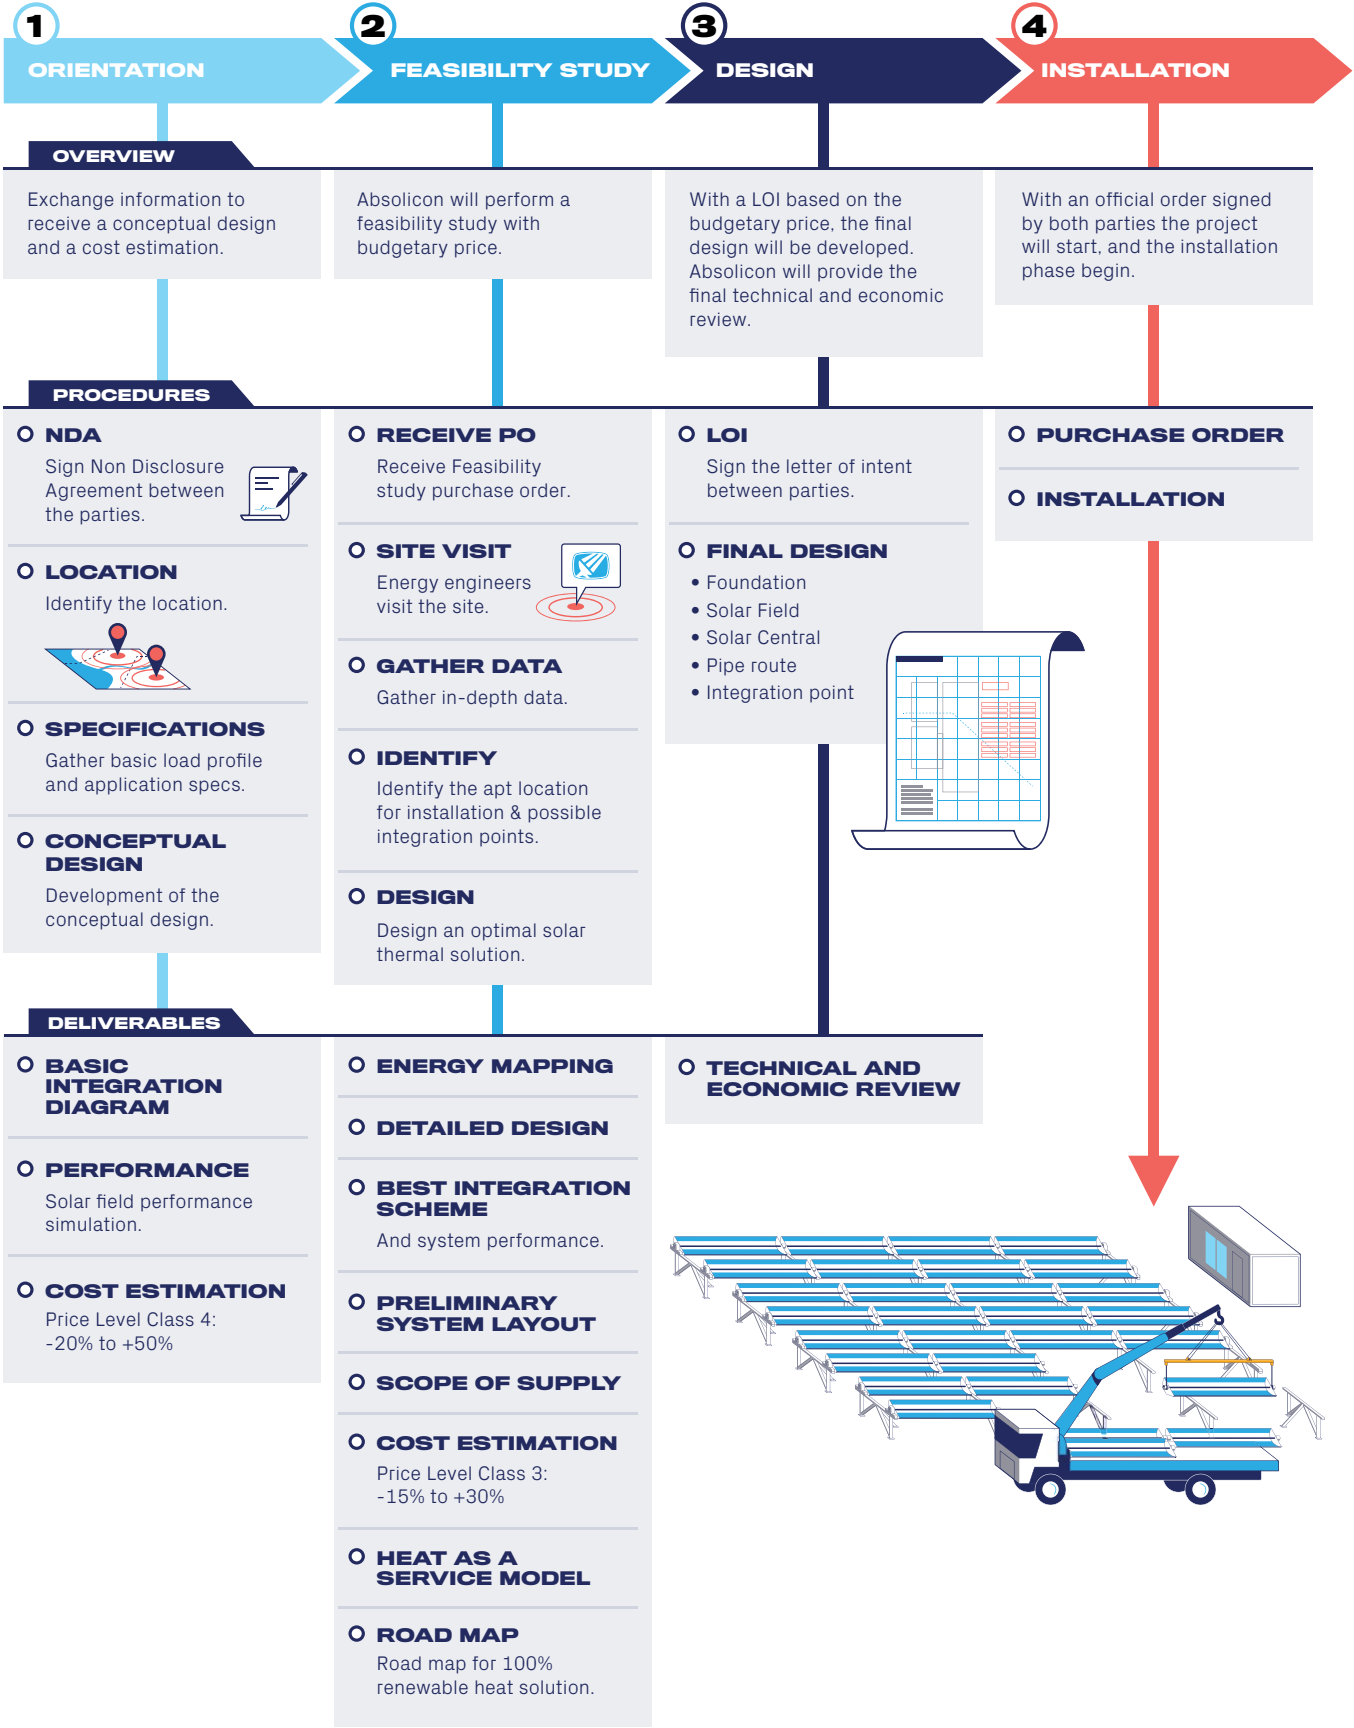 1
ORIENTATION
2
FEASIBILITY STUDY
3
DESIGN
4
INSTALLATION
OVERVIEW
Exchange information to
receive a conceptual design
and a cost estimation.
Absolicon will perform a
feasibility study with
budgetary price.
With a LOI based on the
budgetary price, the final
design will be developed.
Absolicon will provide the
final technical and economic
review.
With an official order signed
by both parties the project
will start, and the installation
phase begin.
PROCEDURES
NDA
Sign Non Disclosure
Agreement between
the parties.
LOCATION
Identify the location.
SPECIFICATIONS
Gather basic load profile
and application specs.
CONCEPTUAL
DESIGN
Development of the
conceptual design.
RECEIVE PO
Receive Feasibility
study purchase order.
SITE VISIT
Energy engineers
visit the site.
GATHER DATA
Gather in-depth data.
IDENTIFY
Identify the apt location
for installation & possible
integration points.
DESIGN
Design an optimal solar
thermal solution.
LOI
Sign the letter of intent
between parties.
FINAL DESIGN
• Foundation
• Solar Field
• Solar Central
• Pipe route
• Integration point
PURCHASE ORDER
INSTALLATION
DELIVERABLES
BASIC
INTEGRATION
DIAGRAM
PERFORMANCE
Solar field performance
simulation.
COST ESTIMATION
Price Level Class 4:
-20% to +50%
ENERGY MAPPING
DETAILED DESIGN
BEST INTEGRATION
SCHEME
And system performance.
PRELIMINARY
SYSTEM LAYOUT
SCOPE OF SUPPLY
COST ESTIMATION
Price Level Class 3:
-15% to +30%
HEAT AS A
SERVICE MODEL
ROAD MAP
Road map for 100%
renewable heat solution.
TECHNICAL AND
ECONOMIC REVIEW